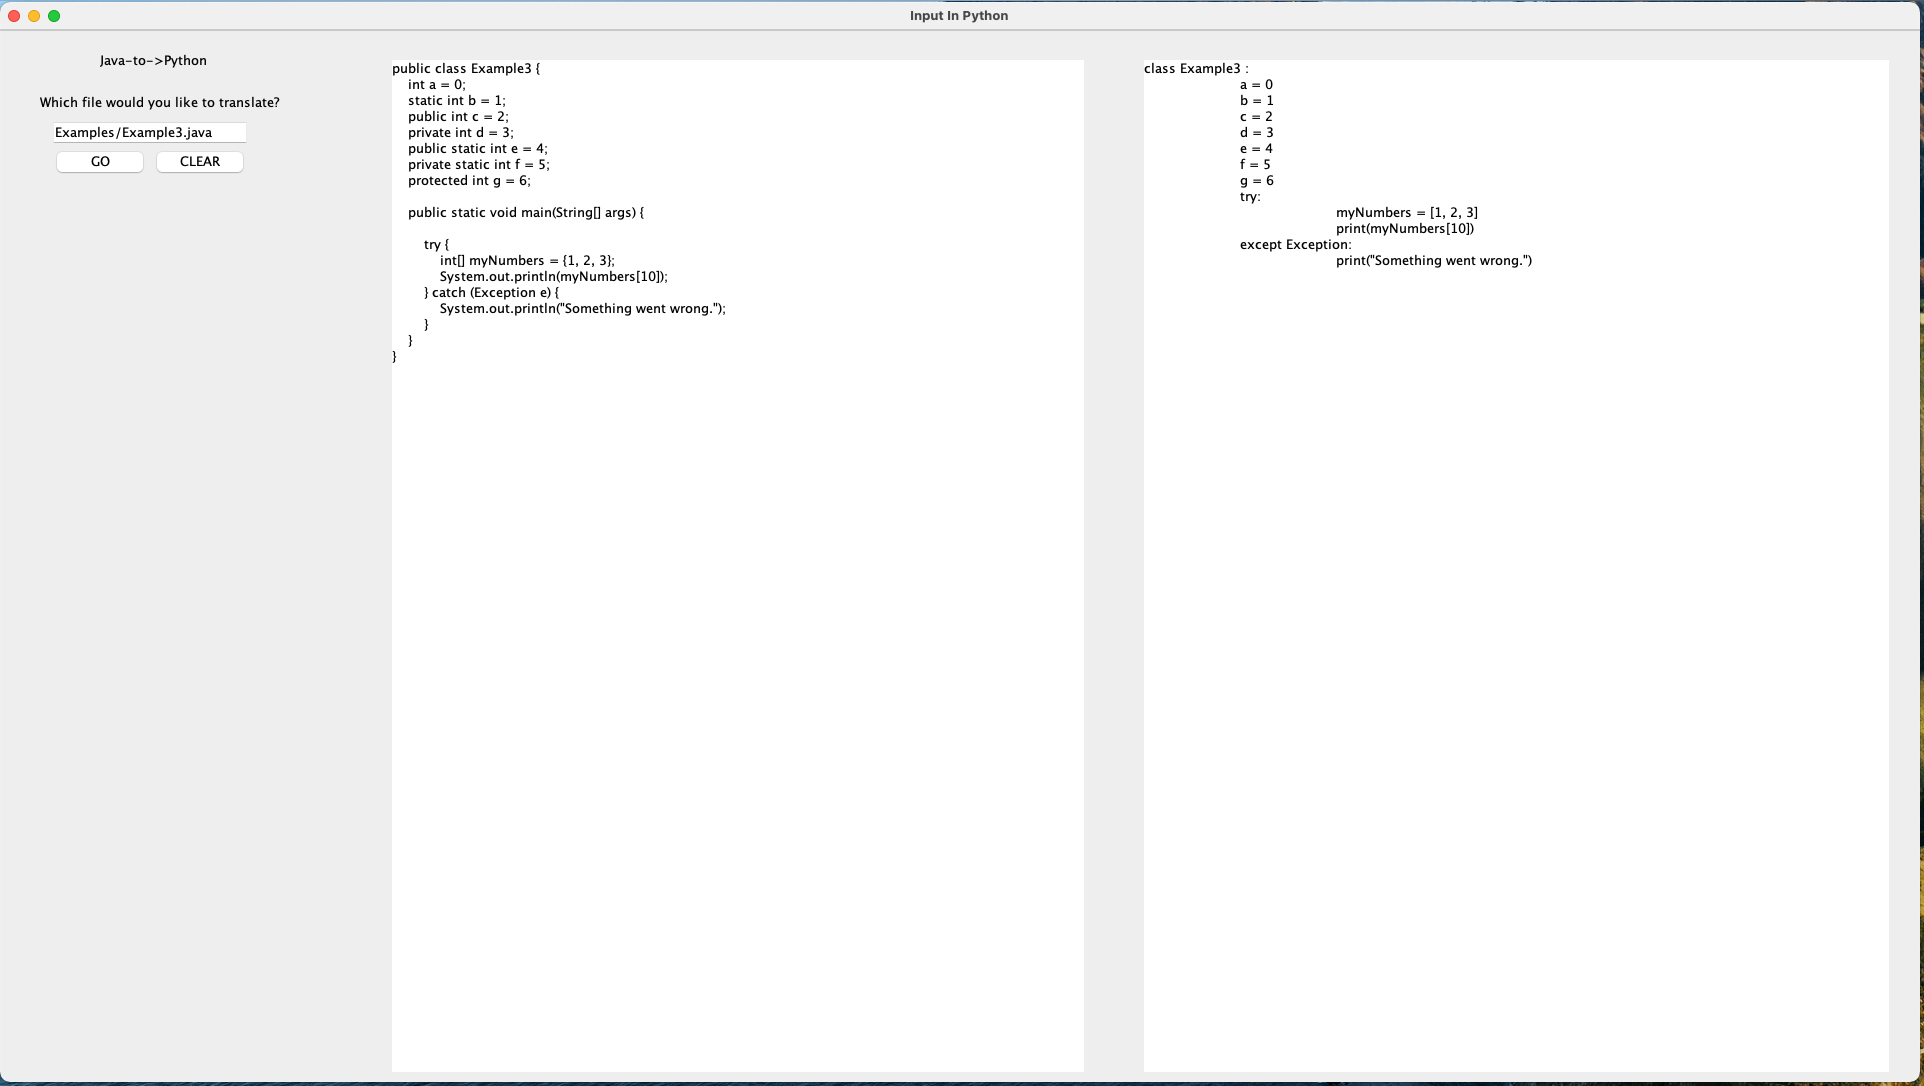 Input In Python
Java-to->Python
Which file would you like to translate?
Examples/Example3.java
GO CLEAR
public class Example3 {
    int a = 0;
    static int b = 1;
    public int c = 2;
    private int d = 3;
    public static int e = 4;
    private static int f = 5;
    protected int g = 6;

    public static void main(String[] args) {

        try {
            int[] myNumbers = {1, 2, 3};
            System.out.println(myNumbers[10]);
        } catch (Exception e) {
            System.out.println("Something went wrong.");
        }
    }
}
class Example3 :
	a = 0
	b = 1
	c = 2
	d = 3
	e = 4
	f = 5
	g = 6
	try:
		myNumbers = [1, 2, 3]
		print(myNumbers[10])
	except Exception:
		print("Something went wrong.")